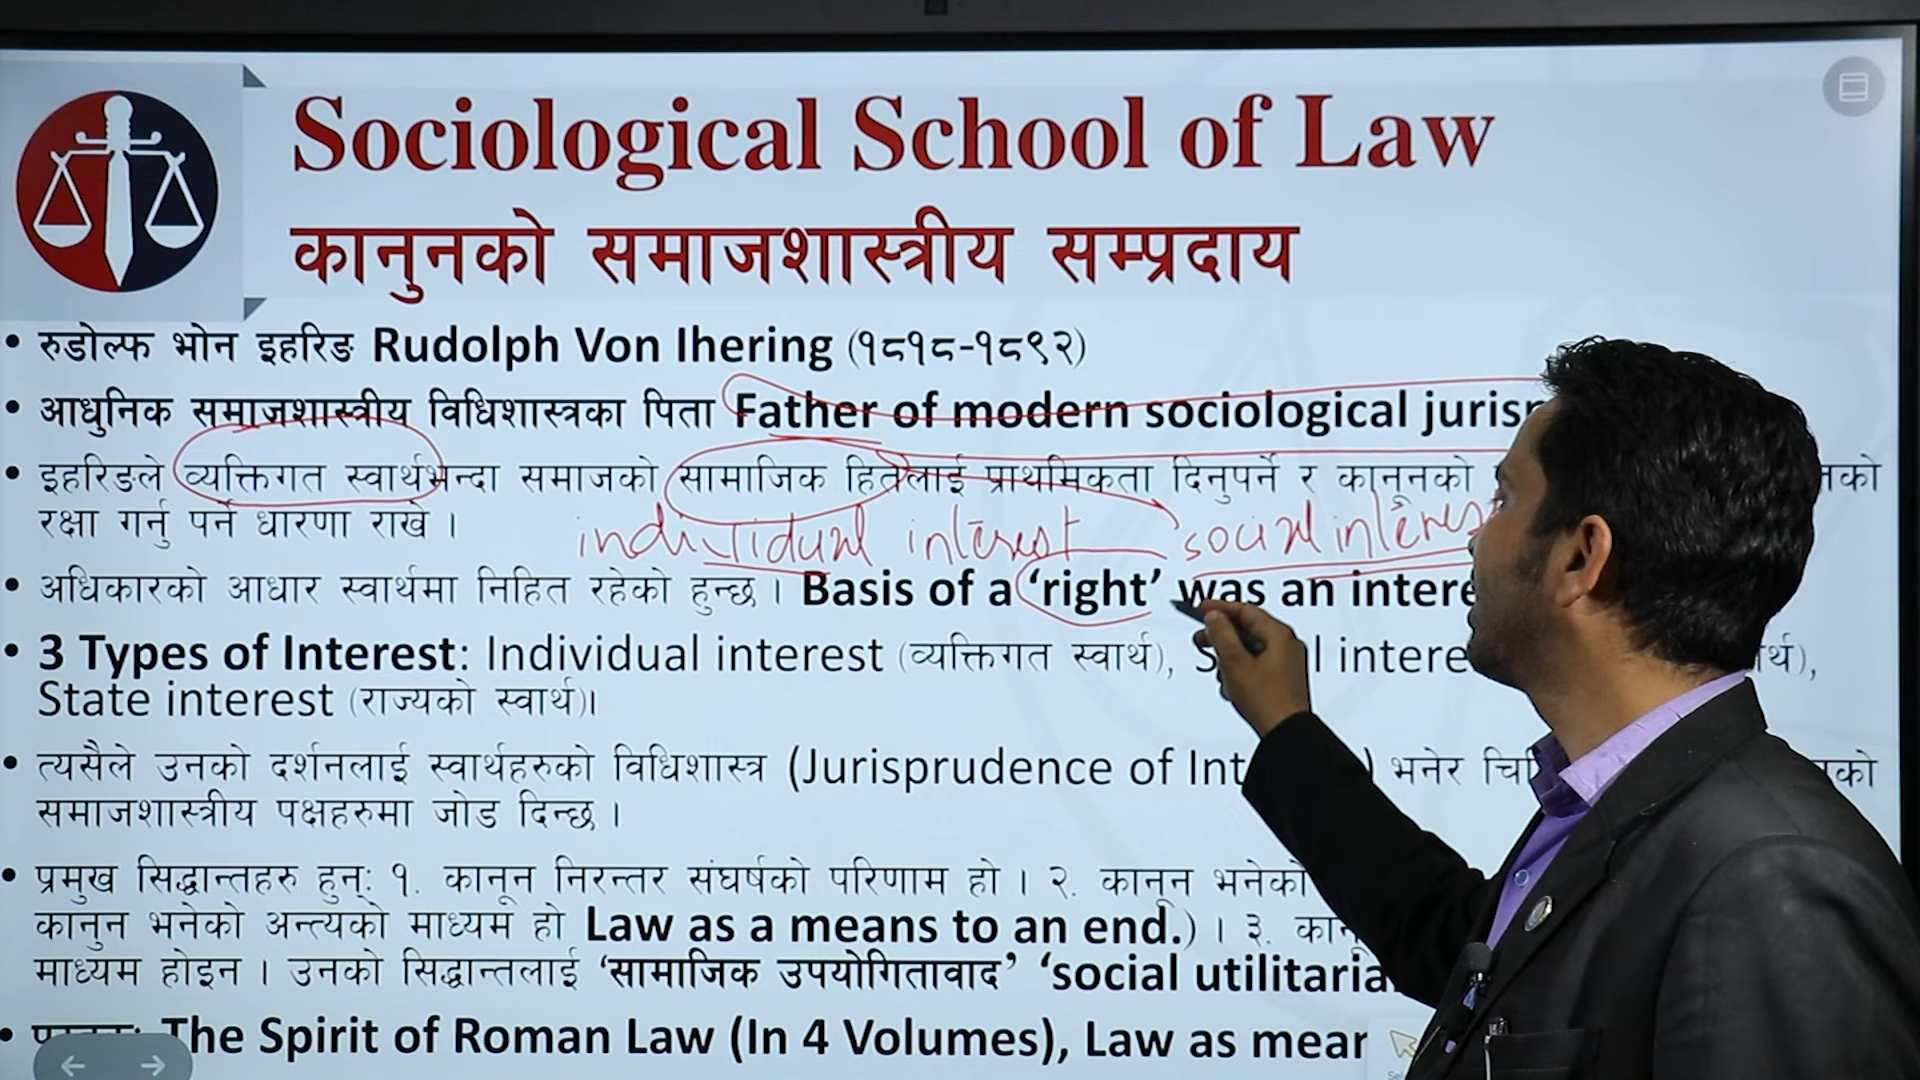 Sociological School of Law
कानुनको समाजशास्त्रीय सम्प्रदाय
• रुडोल्फ भोन इहरिङ Rudolph Von Ihering (१८१८-१८९२)
• आधुनिक समाजशास्त्रीय विधिशास्त्रका पिता Father of modern sociological
• इहरिङले व्यक्तिगत स्वार्थभन्दा समाजको सामाजिक हितलाई प्राथमिकता दिनुपर्ने र कानूनको
रक्षा गर्नु पर्ने धारणा राखे ।
individual interest social interest
• अधिकारको आधार स्वार्थमा निहित रहेको हुन्छ । Basis of a ‘right’ was an
• 3 Types of Interest: Individual interest (व्यक्तिगत स्वार्थ),
State interest (राज्यको स्वार्थ)।
• त्यसैले उनको दर्शनलाई स्वार्थहरुको विधिशास्त्र (Jurisprudence of भनेर
समाजशास्त्रीय पक्षहरुमा जोड दिन्छ ।
• प्रमुख सिद्धान्तहरु हुन्: १. कानून निरन्तर संघर्षको परिणाम हो । २. कानून भनेको
कानुन भनेको अन्त्यको माध्यम हो Law as a means to an end.) । ३.
माध्यम होइन । उनको सिद्धान्तलाई ‘सामाजिक उपयोगितावाद’ ‘social
• The Spirit of Roman Law (In 4 Volumes), Law as